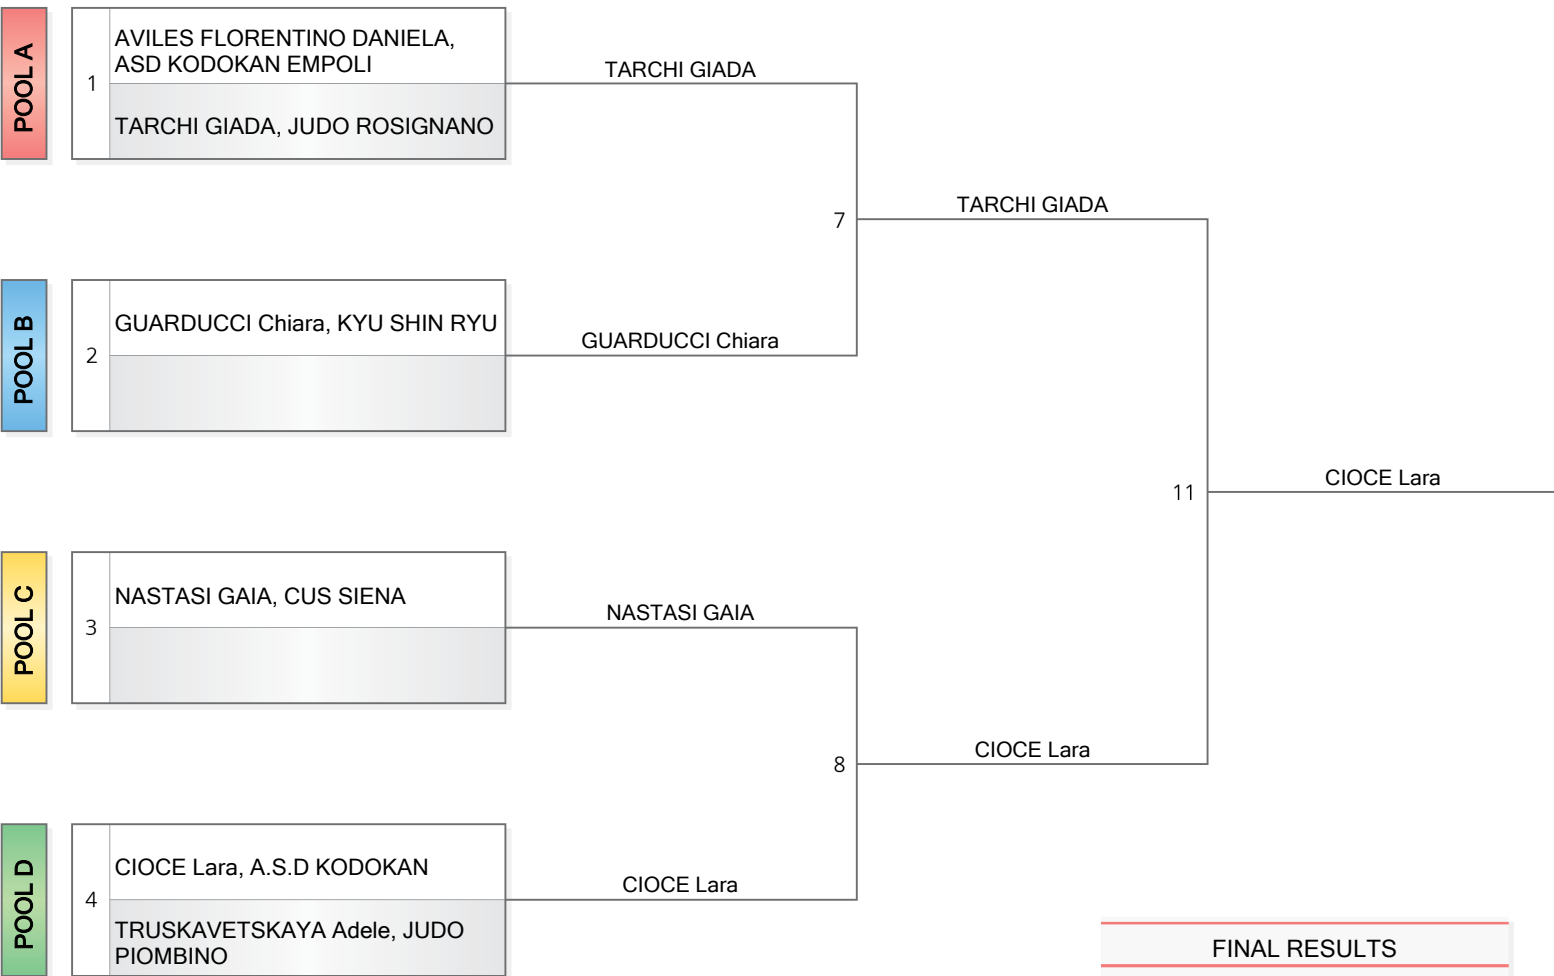 POOL A
1
AVILES FLORENTINO DANIELA,
ASD KODOKAN EMPOLI
TARCHI GIADA, JUDO ROSIGNANO
TARCHI GIADA
7
TARCHI GIADA
POOL B
2
GUARDUCCI Chiara, KYU SHIN RYU
GUARDUCCI Chiara
11
CIOCE Lara
POOL C
3
NASTASI GAIA, CUS SIENA
NASTASI GAIA
8
CIOCE Lara
POOL D
4
CIOCE Lara, A.S.D KODOKAN
TRUSKAVETSKAYA Adele, JUDO
PIOMBINO
CIOCE Lara
FINAL RESULTS